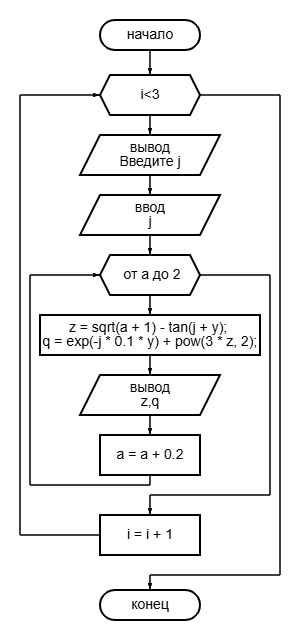 начало
i<3
вывод
Введите j
ввод
j
от a до 2
z = sqrt(a + 1) - tan(j + y);
q = exp(-j * 0.1 * y) + pow(3 * z, 2);
вывод
z,q
a = a + 0.2
i = i + 1
конец